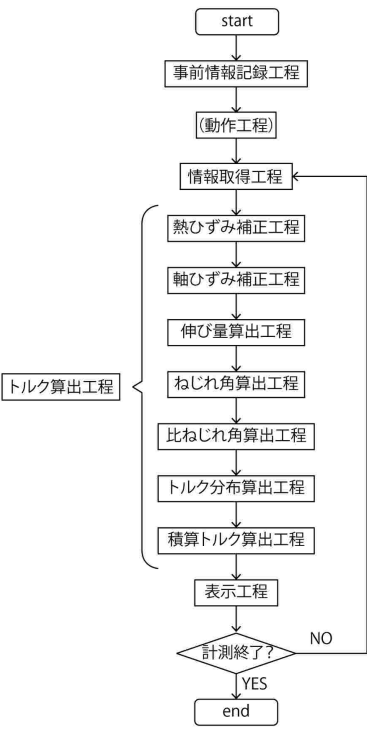 start
事前情報記録工程
(動作工程)
情報取得工程
熱ひずみ補正工程
軸ひずみ補正工程
伸び量算出工程
トルク算出工程
ねじれ角算出工程
比ねじれ角算出工程
トルク分布算出工程
積算トルク算出工程
表示工程
計測終了?
NO
YES
end